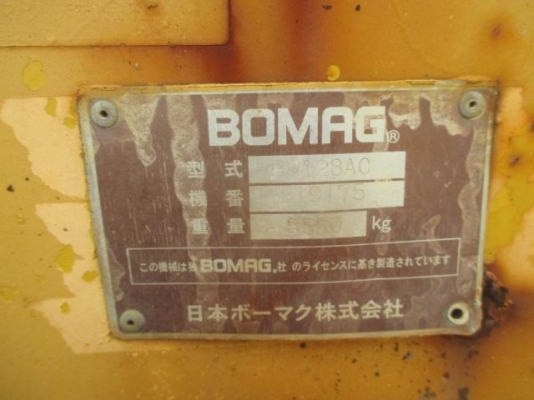 BOMAG®
型式
機番
重量 kg
この機械は独BOMAG社のライセンスに基き製造されています
日本ボーマク株式会社